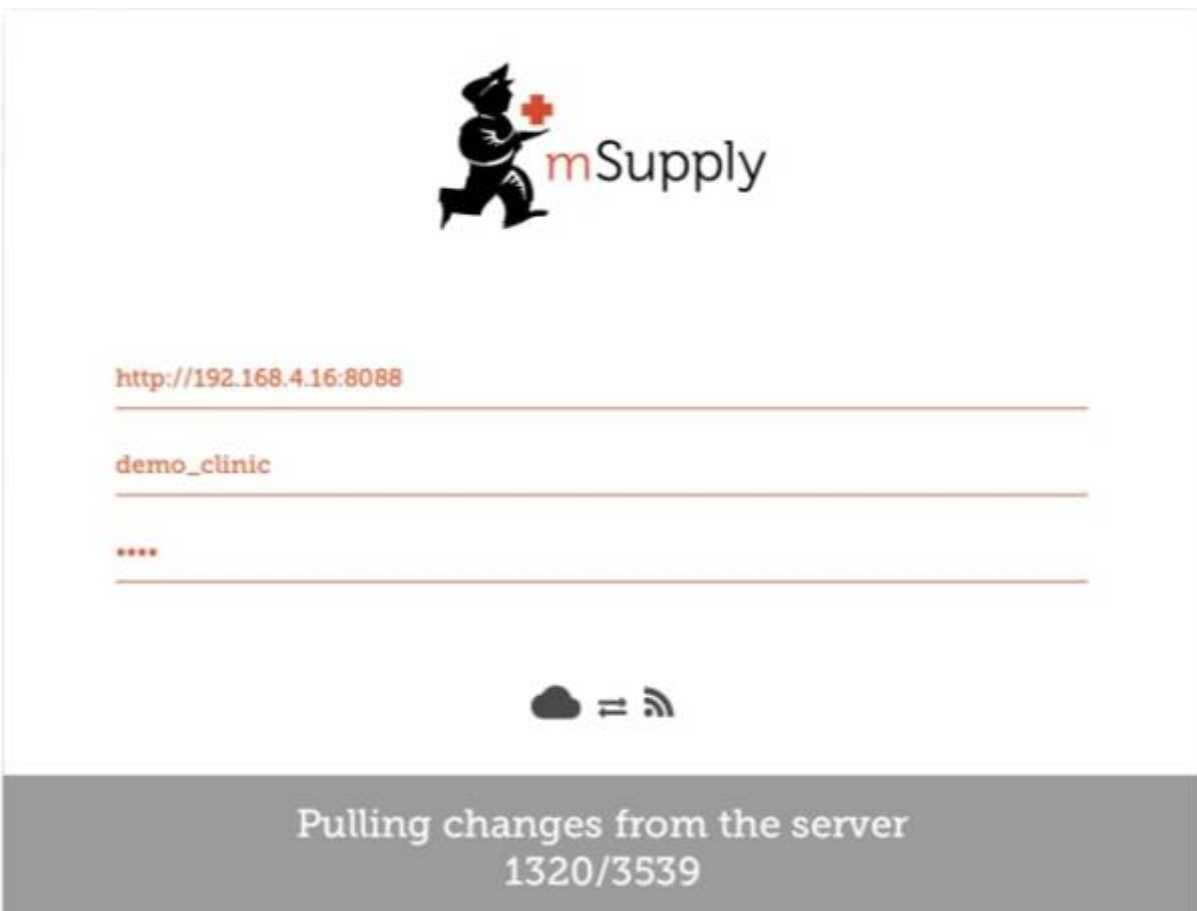 mSupply
http://192.168.4.16:8088
demo_clinic
••••
Pulling changes from the server
1320/3539